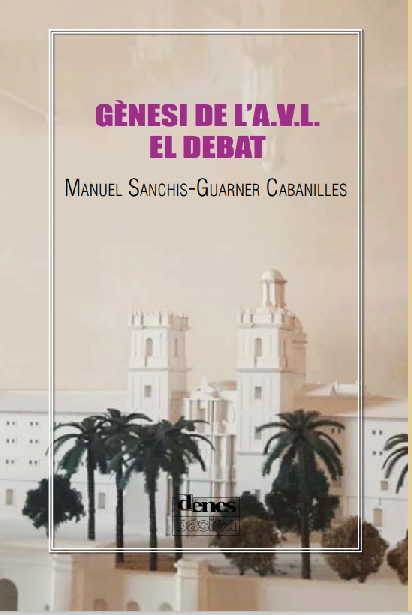 GÈNESI DE L'A.V.L.
EL DEBAT
MANUEL SANCHIS-GUARNER CABANILLES
denes
bàsica